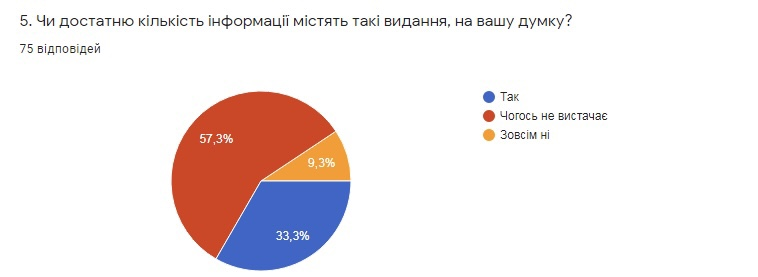 5. Чи достатню кількість інформації містять такі видання, на вашу думку?
75 відповідей
Так
Чогось не вистачає
Зовсім ні
57,3%
9,3%
33,3%